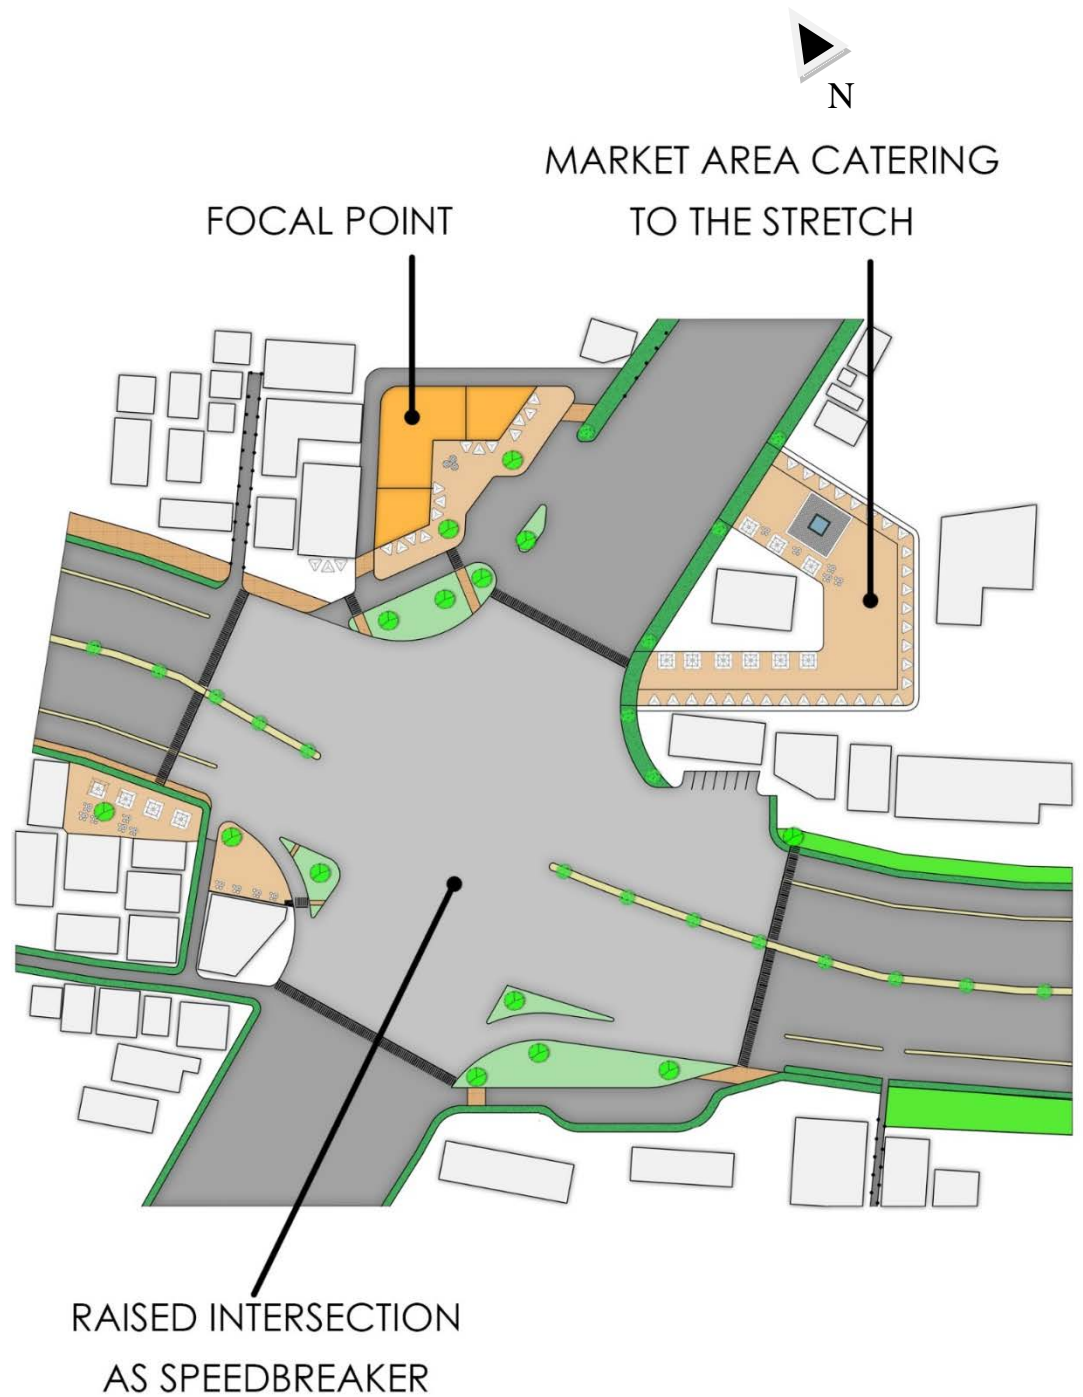 N
MARKET AREA CATERING
TO THE STRETCH
FOCAL POINT
RAISED INTERSECTION
AS SPEEDBREAKER